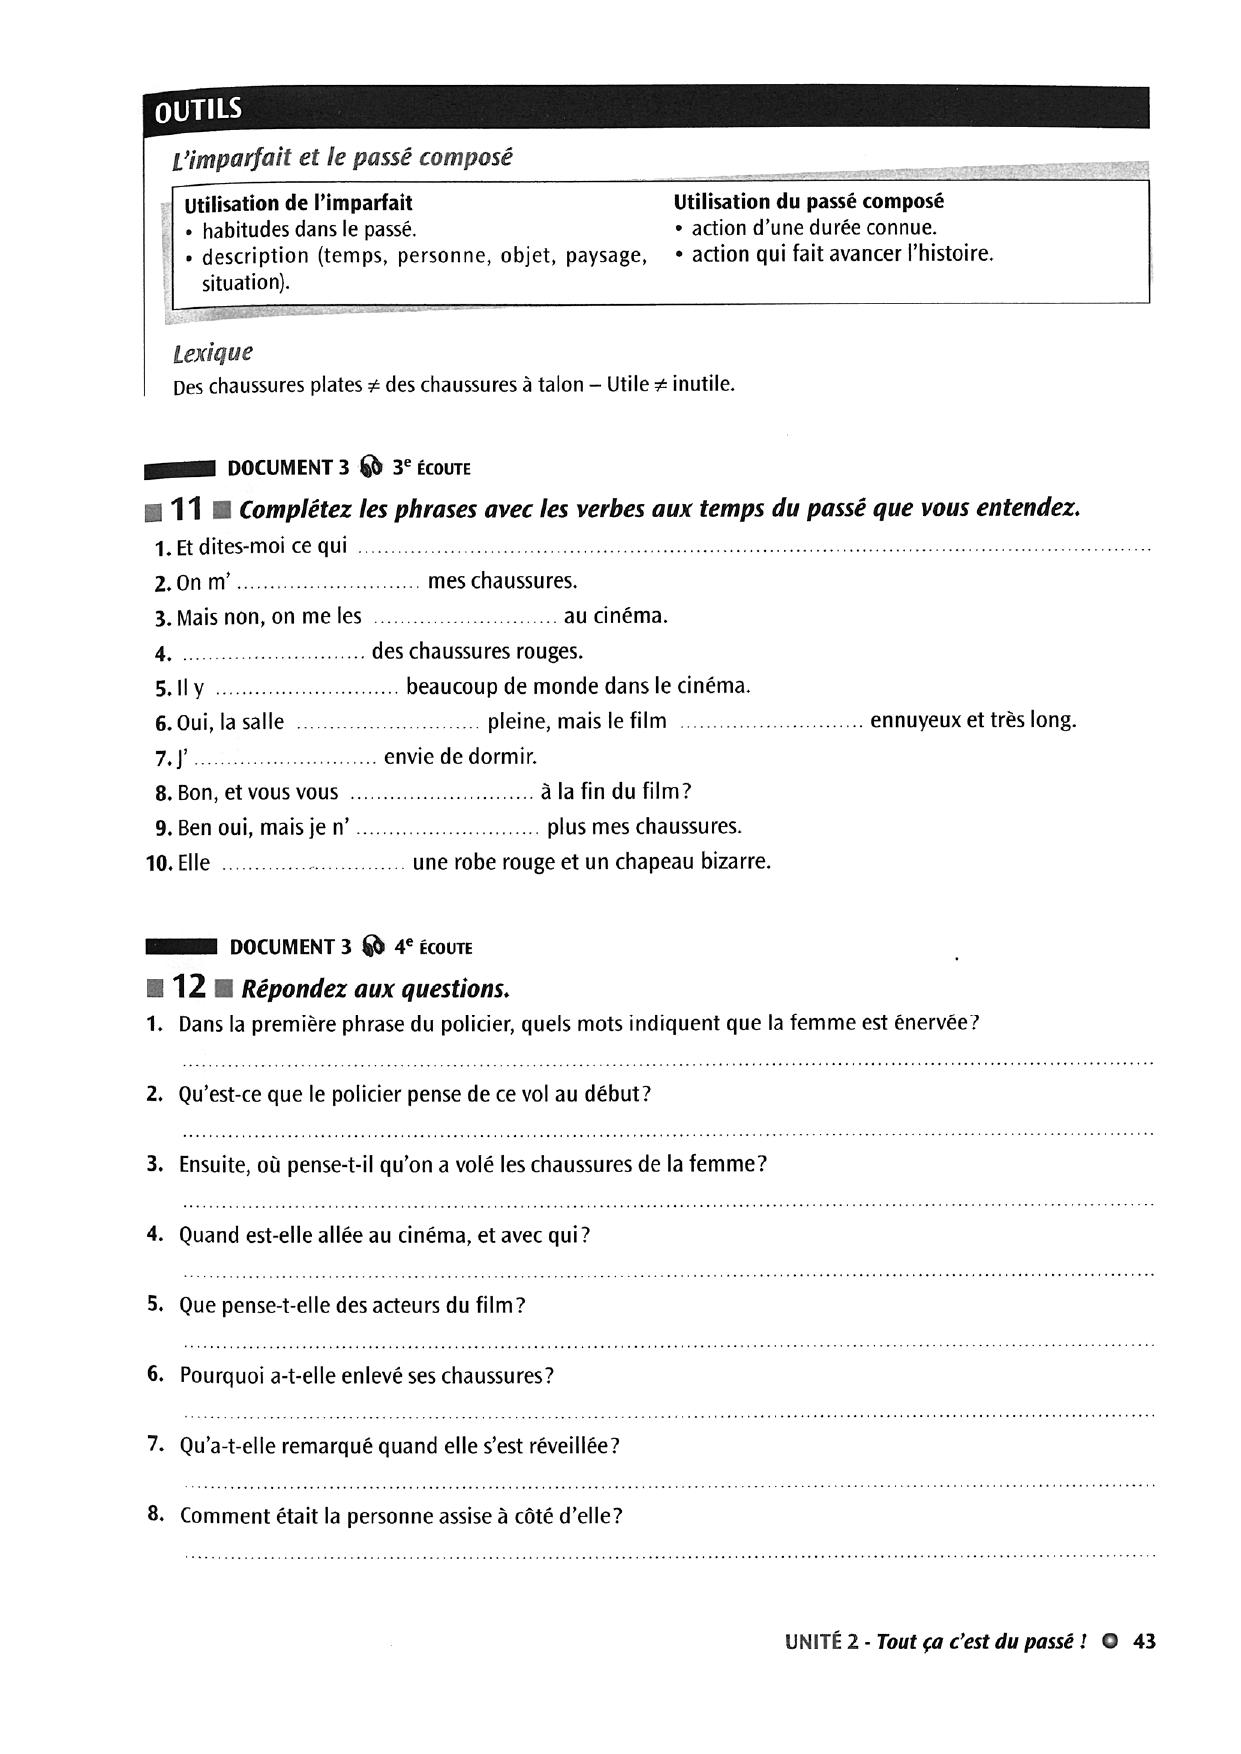 OUTILS
L'imparfait et le passé composé
Utilisation de l'imparfait
• habitudes dans le passé.
• description (temps, personne, objet, paysage,
situation).
Utilisation du passé composé
• action d'une durée connue.
• action qui fait avancer l'histoire.
Lexique
Des chaussures plates ≠ des chaussures à talon – Utile ≠ inutile.
DOCUMENT 3 3e ÉCOUTE
11 Complétez les phrases avec les verbes aux temps du passé que vous entendez.
1. Et dites-moi ce qui ..........
2. On m' .......... mes chaussures.
3. Mais non, on me les .......... au cinéma.
4. .......... des chaussures rouges.
5. Il y .......... beaucoup de monde dans le cinéma.
6. Oui, la salle .......... pleine, mais le film .......... ennuyeux et très long.
7. J' .......... envie de dormir.
8. Bon, et vous vous .......... à la fin du film ?
9. Ben oui, mais je n' .......... plus mes chaussures.
10. Elle .......... une robe rouge et un chapeau bizarre.
DOCUMENT 3 4e ÉCOUTE
12 Répondez aux questions.
1. Dans la première phrase du policier, quels mots indiquent que la femme est énervée ?
2. Qu'est-ce que le policier pense de ce vol au début ?
3. Ensuite, où pense-t-il qu'on a volé les chaussures de la femme ?
4. Quand est-elle allée au cinéma, et avec qui ?
5. Que pense-t-elle des acteurs du film ?
6. Pourquoi a-t-elle enlevé ses chaussures ?
7. Qu'a-t-elle remarqué quand elle s'est réveillée ?
8. Comment était la personne assise à côté d'elle ?
UNITÉ 2 - Tout ça c'est du passé ! 43